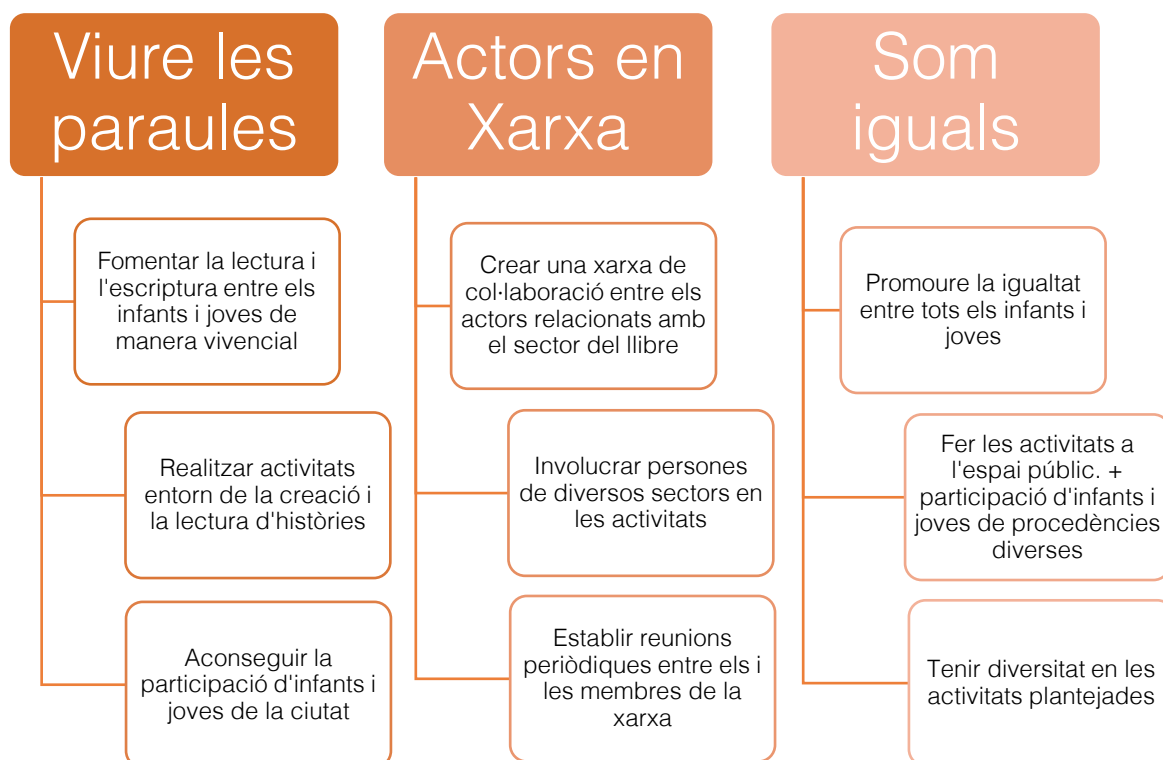 Viure les
paraules
Fomentar la lectura i
l'escriptura entre els
infants i joves de
manera vivencial
Realitzar activitats
entorn de la creació i
la lectura d'històries
Aconseguir la
participació d'infants i
joves de la ciutat
Actors en
Xarxa
Crear una xarxa de
col·laboració entre els
actors relacionats amb
el sector del llibre
Involucrar persones
de diversos sectors en
les activitats
Establir reunions
periòdiques entre els i
les membres de la
xarxa
Som
iguals
Promoure la igualtat
entre tots els infants i
joves
Fer les activitats a
l'espai públic. +
participació d'infants i
joves de procedències
diverses
Tenir diversitat en les
activitats plantejades